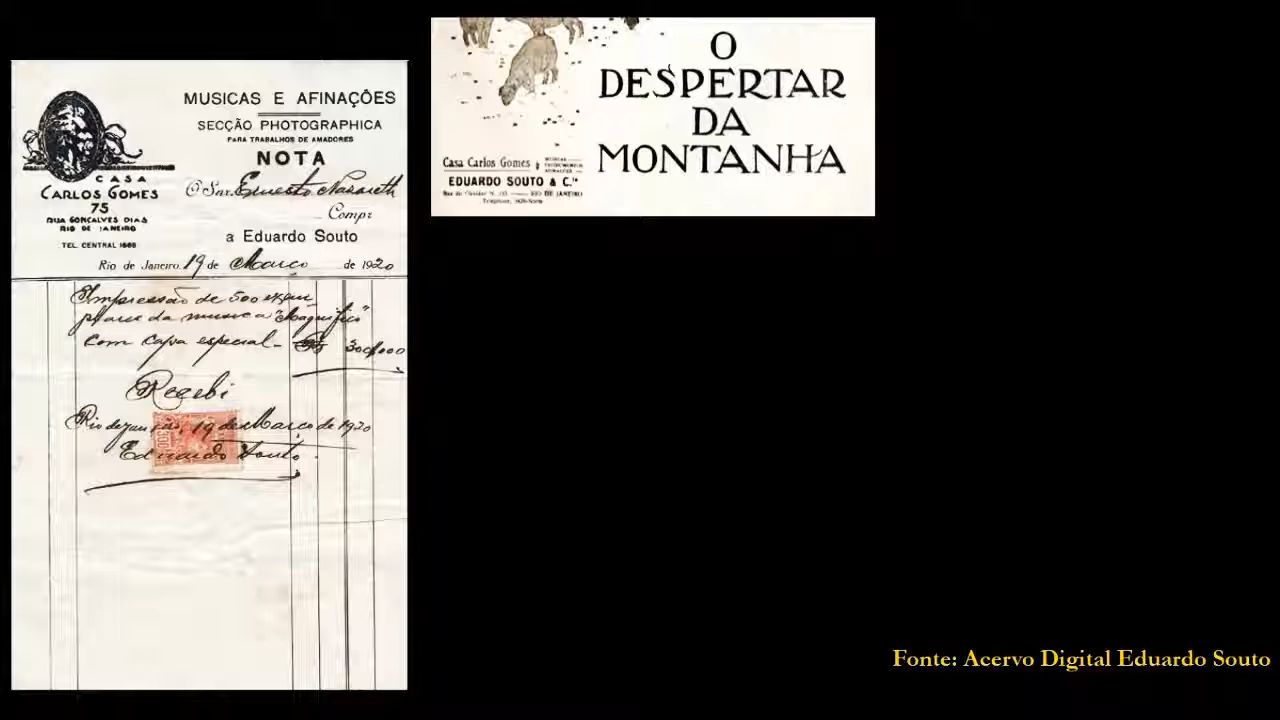 MUSICAS E AFINAÇÕES
SECÇÃO PHOTOGRAPHICA
PARA TRABALHOS DE AMADORES
NOTA
CASA
CARLOS GOMES
75
RUA GONÇALVES DIAS
RIO DE JANEIRO
TEL. CENTRAL
O Snr. Ernesto Nazareth
Compr
a Eduardo Souto
Rio de Janeiro 19 de Março de 1920
Impressão de 500 exem
plares da musica "Magnifico"
com capa especial - 300$000
Recebi
Rio de Janeiro, 19 de Março de 1920
Eduardo Souto.
O
DESPERTAR
DA
MONTANHA
Casa Carlos Gomes
EDUARDO SOUTO & C.ia
Rua do Ouvidor RIO DE JANEIRO
Fonte: Acervo Digital Eduardo Souto